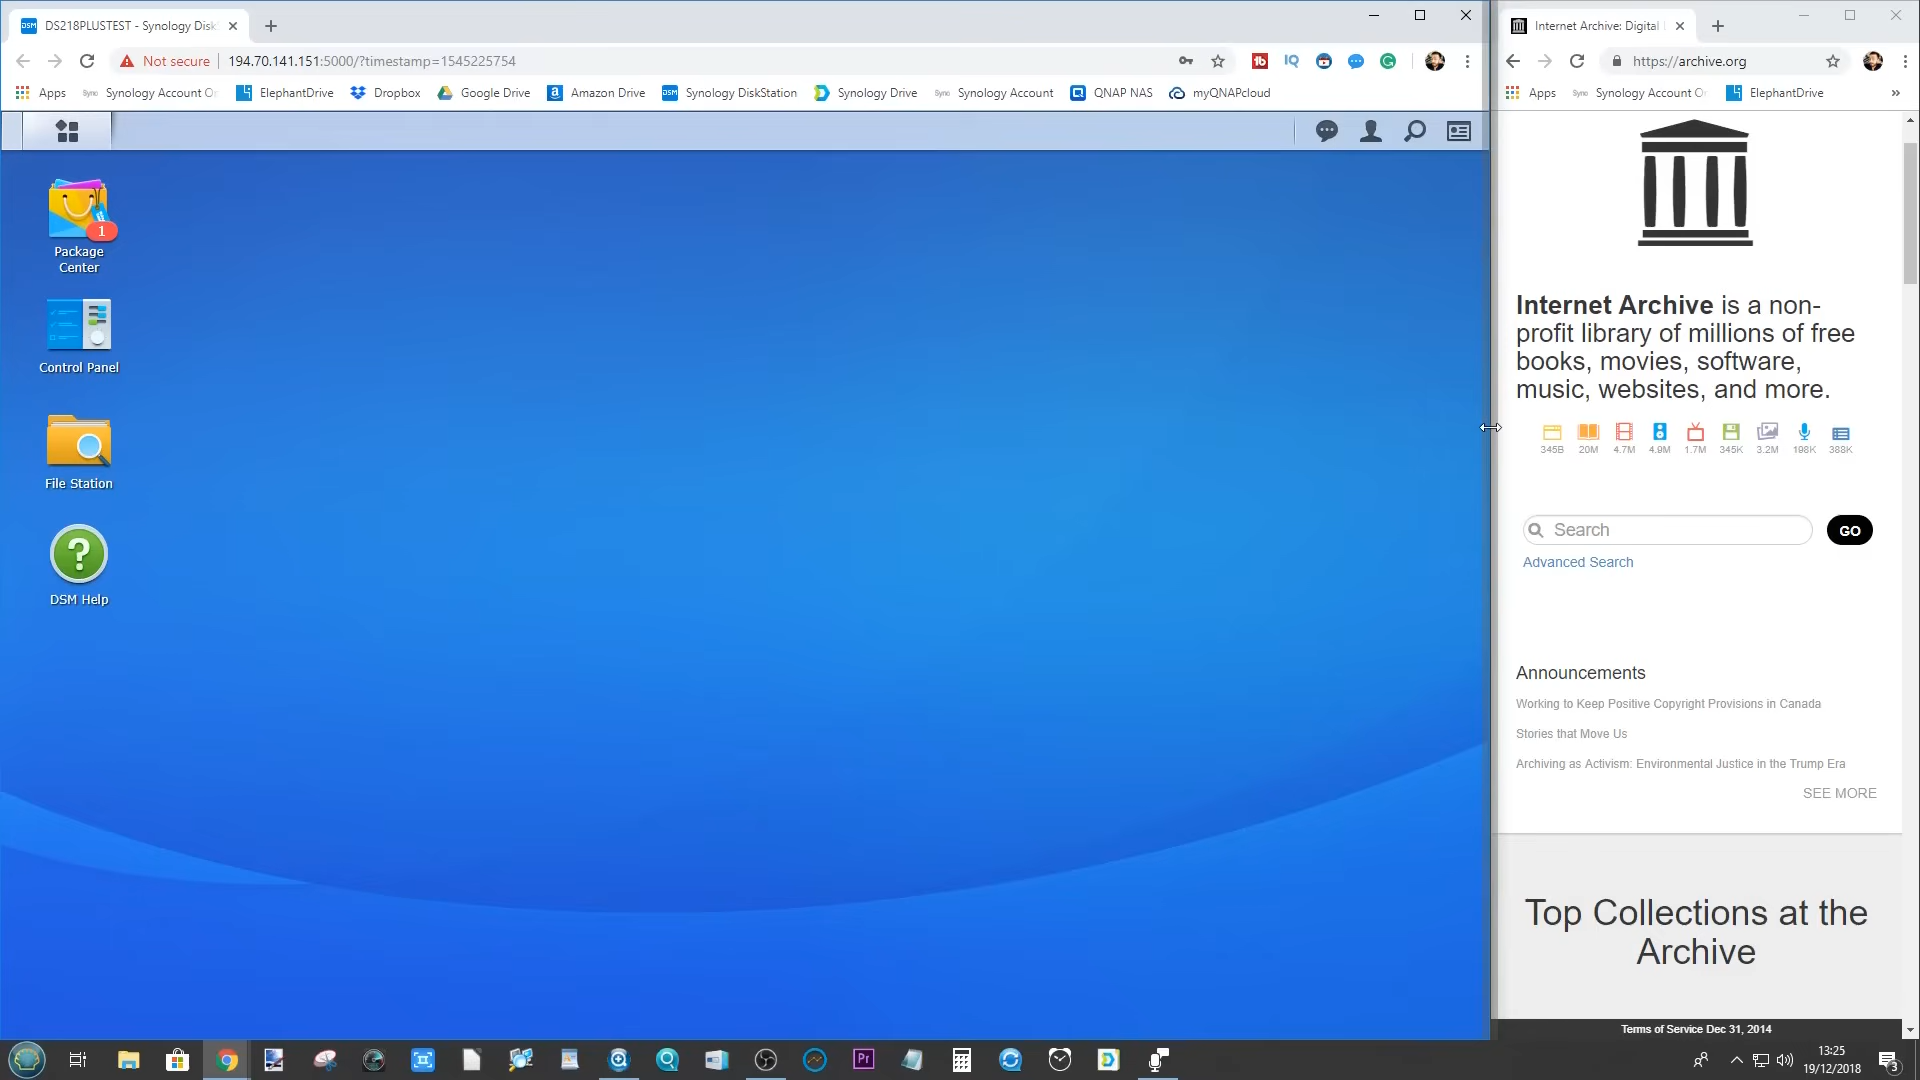 DS218PLUSTEST - Synology Disk
Not secure
194.70.141.151:5000/?timestamp=1545225754
Apps
Synology Account O
ElephantDrive
Dropbox
Google Drive
Amazon Drive
Synology DiskStation
Synology Drive
Synology Account
QNAP NAS
myQNAPcloud
1
Package
Center
Control Panel
File Station
DSM Help
Internet Archive: Digital
https://archive.org
Apps
Synology Account O
ElephantDrive
»
Internet Archive is a non-
profit library of millions of free
books, movies, software,
music, websites, and more.
345B 20M 4.7M 4.9M 1.7M 345K 3.2M 198K 388K
Search
GO
Advanced Search
Announcements
Working to Keep Positive Copyright Provisions in Canada
Stories that Move Us
Archiving as Activism: Environmental Justice in the Trump Era
SEE MORE
Top Collections at the
Archive
Terms of Service Dec 31, 2014
Pr
13:25
19/12/2018
3